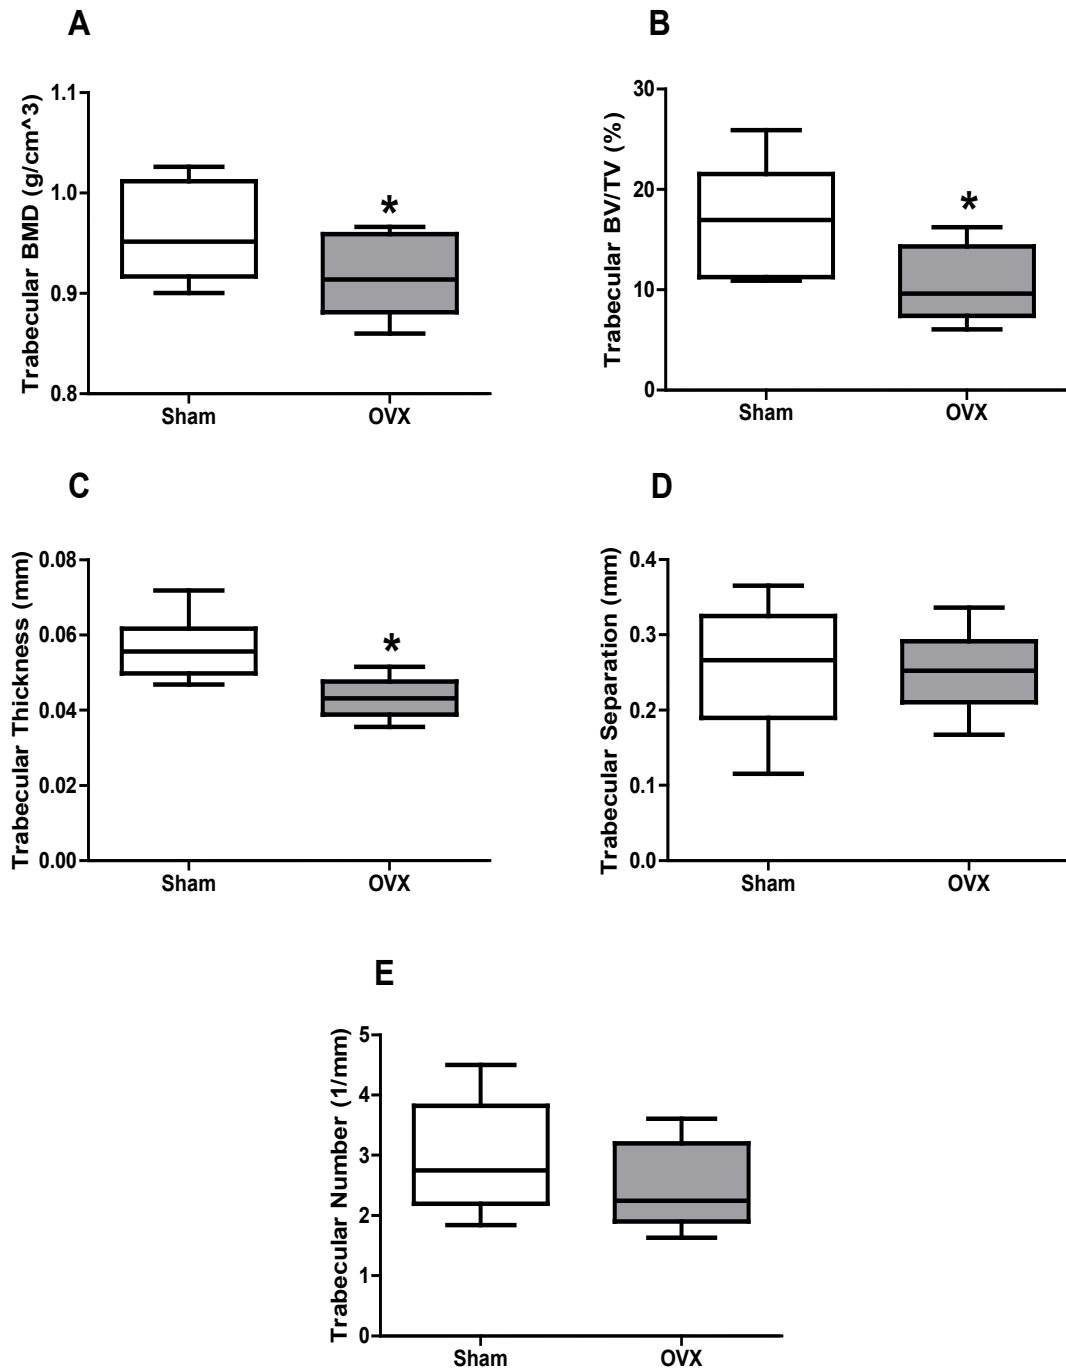 A
Trabecular BMD (g/cm^3)
1.1
1.0
0.9
0.8
*
Sham OVX
B
Trabecular BV/TV (%)
30
20
10
0
*
Sham OVX
C
Trabecular Thickness (mm)
0.08
0.06
0.04
0.02
0.00
*
Sham OVX
D
Trabecular Separation (mm)
0.4
0.3
0.2
0.1
0.0
Sham OVX
E
Trabecular Number (1/mm)
5
4
3
2
1
0
Sham OVX